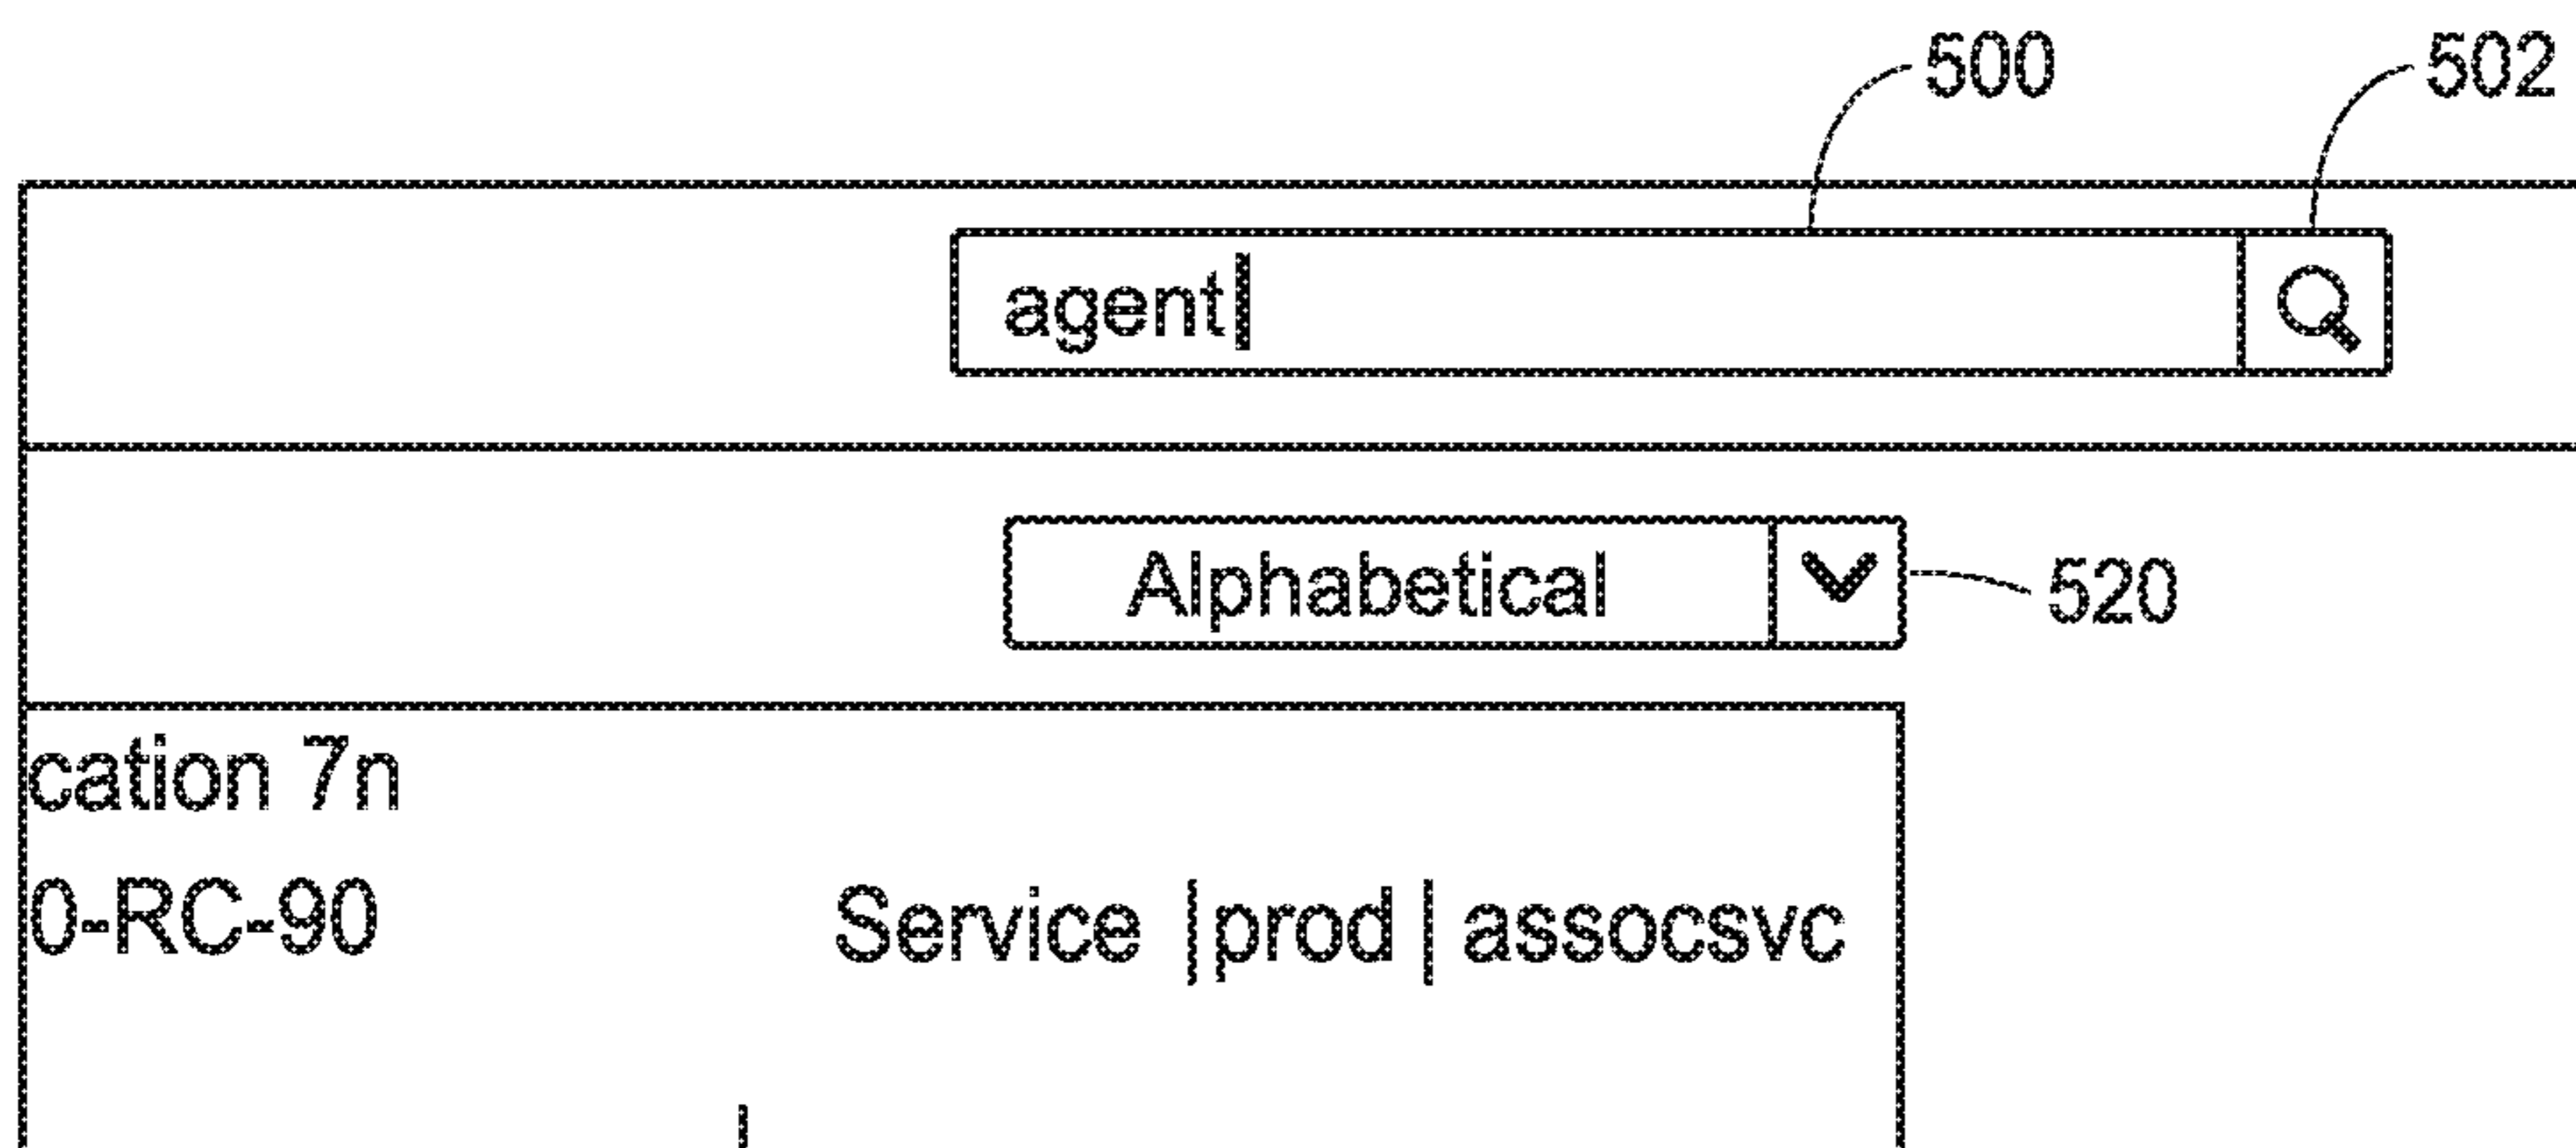 500 502
agent
Alphabetical 520
cation 7n
0-RC-90 Service |prod | assocsvc